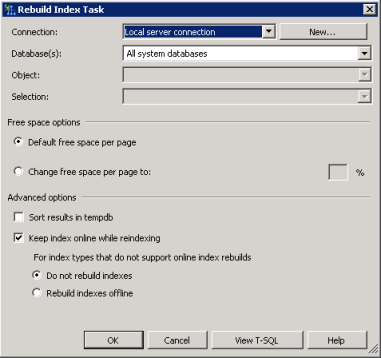 Rebuild Index Task
Connection: Local server connection New...
Database(s): All system databases
Object:
Selection:
Free space options
Default free space per page
Change free space per page to: %
Advanced options
Sort results in tempdb
Keep index online while reindexing
For index types that do not support online index rebuilds
Do not rebuild indexes
Rebuild indexes offline
OK Cancel View T-SQL Help